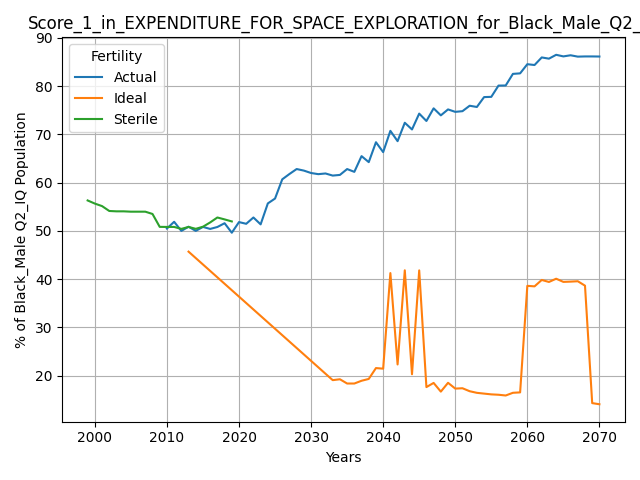 Score_1_in_EXPENDITURE_FOR_SPACE_EXPLORATION_for_Black_Male_Q2_
Fertility
Actual
Ideal
Sterile
% of Black_Male Q2_IQ Population
90
80
70
60
50
40
30
20
2000 2010 2020 2030 2040 2050 2060 2070
Years